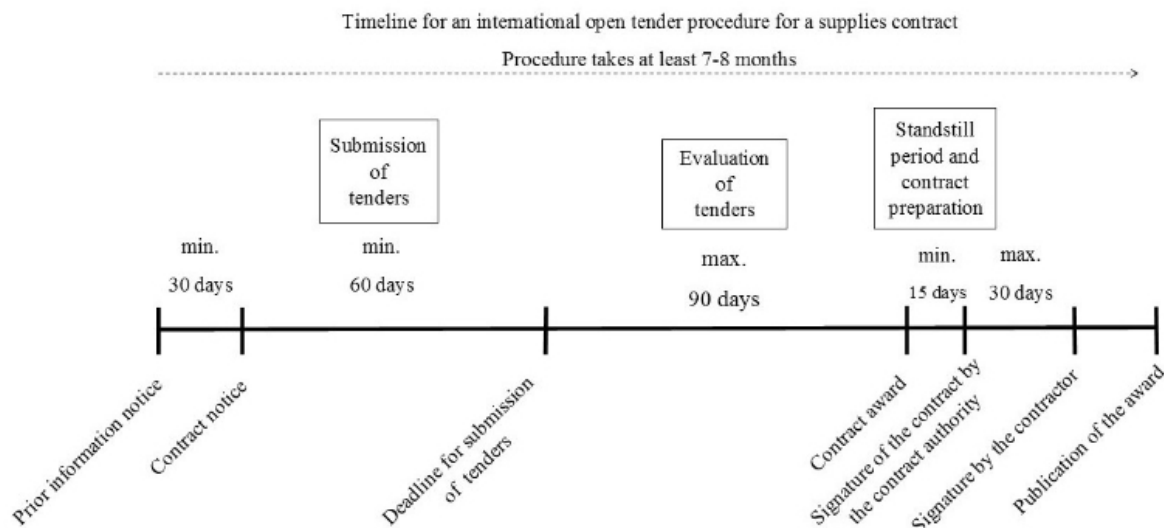 Timeline for an international open tender procedure for a supplies contract
Procedure takes at least 7-8 months
Submission
of
tenders
Evaluation
of
tenders
Standstill
period and
contract
preparation
min.
30 days
min.
60 days
max.
90 days
min.
15 days
max.
30 days
Prior information notice
Contract notice
Deadline for submission
of tenders
Contract award
Signature of the contract by
the contract authority
Signature by the contractor
Publication of the award